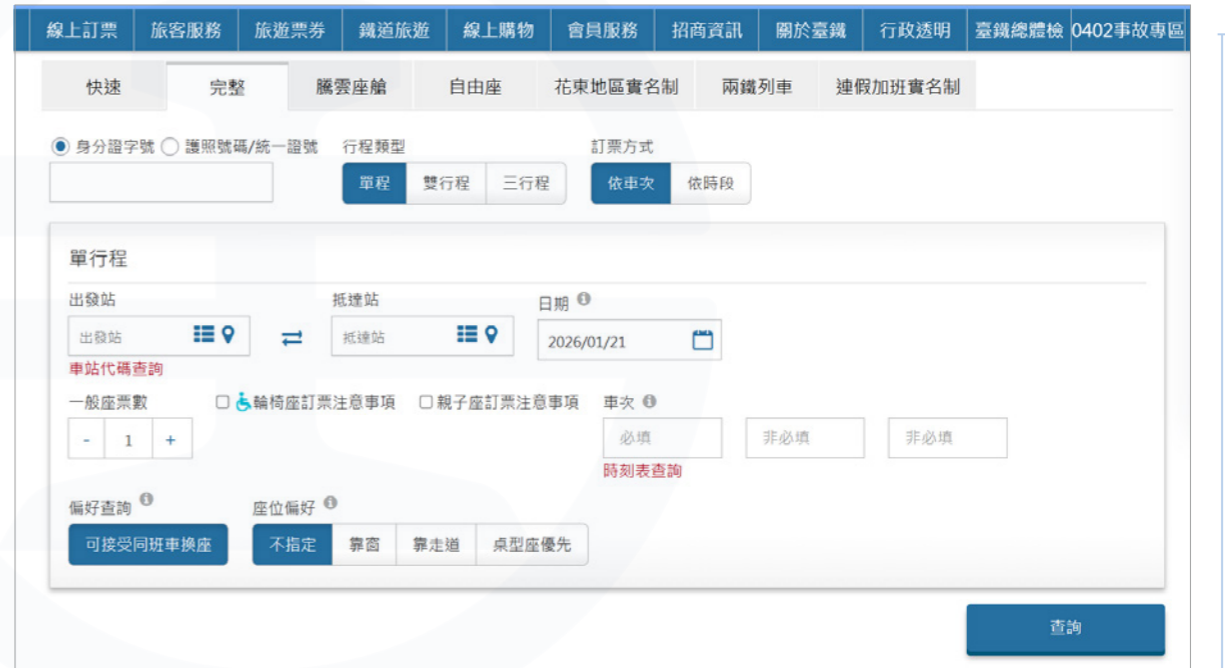 線上訂票 旅客服務 旅遊票券 鐵道旅遊 線上購物 會員服務 招商資訊 關於臺鐵 行政透明 臺鐵總體檢 0402事故專區
快速 完整 騰雲座艙 自由座 花東地區實名制 兩鐵列車 連假加班實名制
身分證字號 護照號碼/統一證號 行程類型 訂票方式
單程 雙行程 三行程 依車次 依時段
單行程
出發站 抵達站 日期
出發站 抵達站 2026/01/21
車站代碼查詢
一般座票數 輪椅座訂票注意事項 親子座訂票注意事項 車次
- 1 + 必填 非必填 非必填
時刻表查詢
偏好查詢 座位偏好
可接受同班車換座 不指定 靠窗 靠走道 桌型座優先
查詢